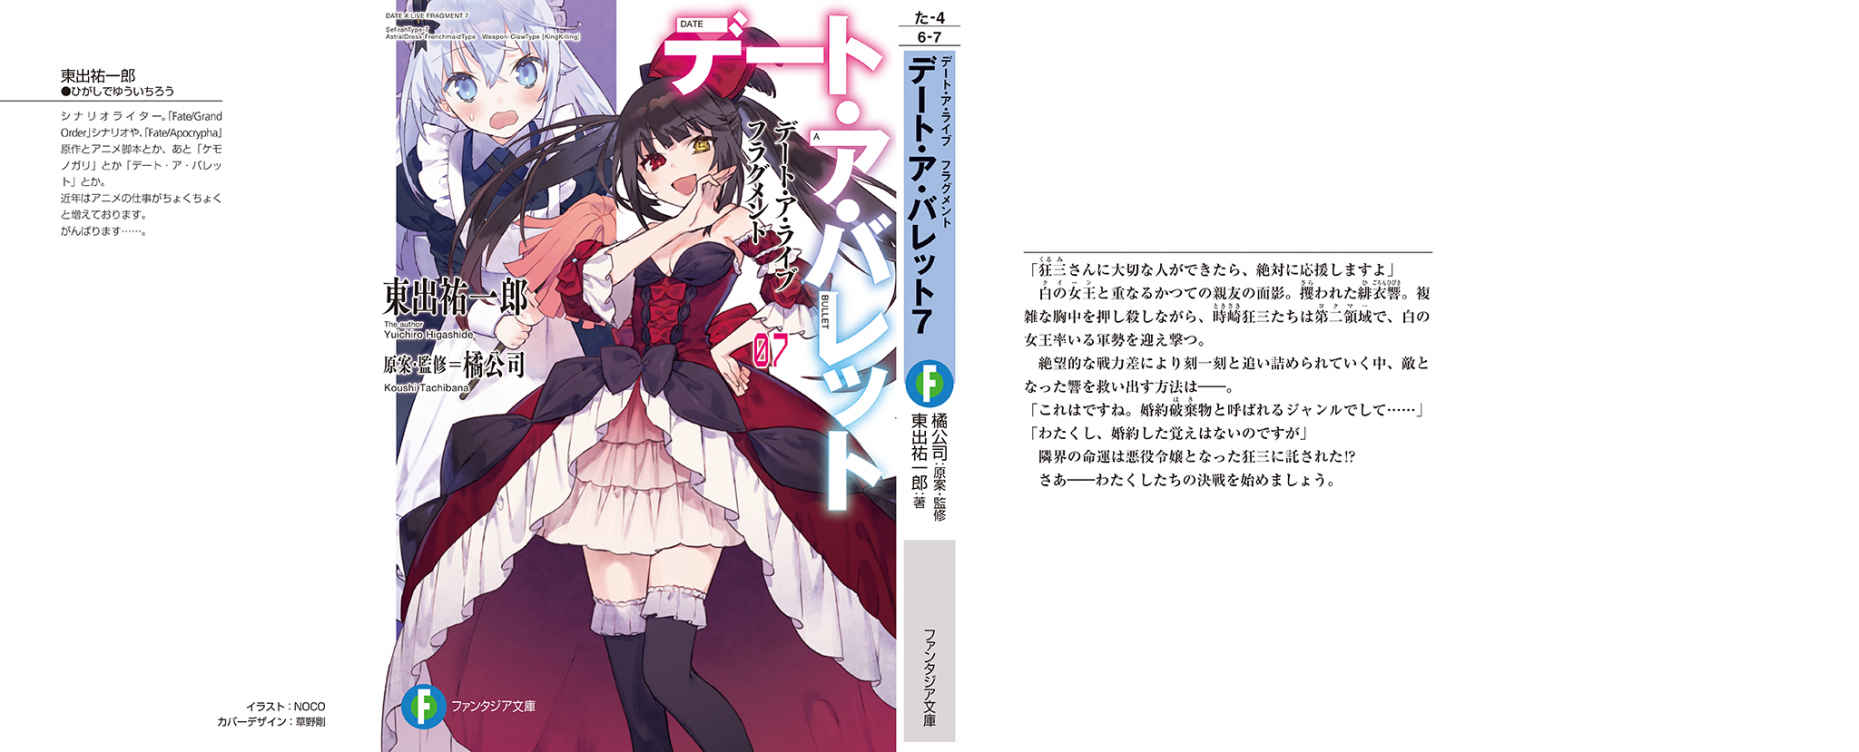 東出祐一郎
●ひがしでゆういちろう
シナリオライター。「Fate/Grand
Order」シナリオや、「Fate/Apocrypha」
原作とアニメ脚本とか、あと「ケモ
ノガリ」とか「デート・ア・バレッ
ト」とか。
近年はアニメの仕事がちょくちょく
と増えております。
がんばります……。
イラスト：NOCO
カバーデザイン：草野剛
DATE A LIVE FRAGMENT 7
SefirahType-3
AstralDress-FrenchmaidType Weapon-ClawType [KingKilling]
DATE
A
BULLET
デート・ア・バレット
デート・ア・ライブ
フラグメント
07
東出祐一郎
The author
Yuichiro Higashide
原案・監修＝橘公司
Koushi Tachibana
F
ファンタジア文庫
た-4
6-7
デート・ア・ライブ フラグメント
デート・ア・バレット7
F
橘公司：原案・監修
東出祐一郎：著
ファンタジア文庫
「狂三さんに大切な人ができたら、絶対に応援しますよ」
白の女王と重なるかつての親友の面影。攫われた緋衣響。複
雑な胸中を押し殺しながら、時崎狂三たちは第二領域で、白の
女王率いる軍勢を迎え撃つ。
絶望的な戦力差により刻一刻と追い詰められていく中、敵と
なった響を救い出す方法は――。
「これはですね。婚約破棄物と呼ばれるジャンルでして……」
「わたくし、婚約した覚えはないのですが」
隣界の命運は悪役令嬢となった狂三に託された!?
さあ――わたくしたちの決戦を始めましょう。